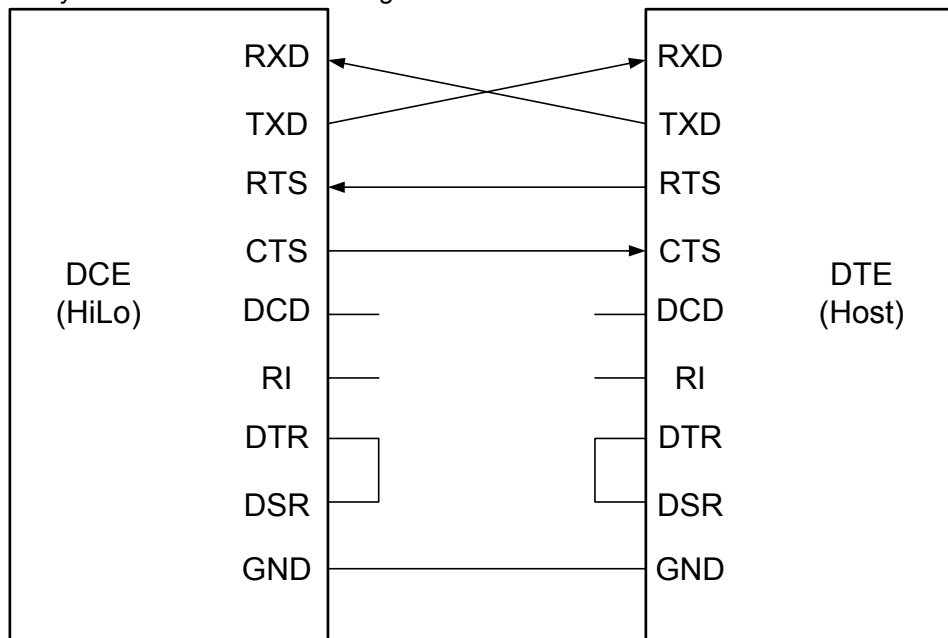 RXD
RXD
TXD
TXD
RTS
RTS
CTS
CTS
DCE
(HiLo)
DTE
(Host)
DCD
DCD
RI
RI
DTR
DTR
DSR
DSR
GND
GND